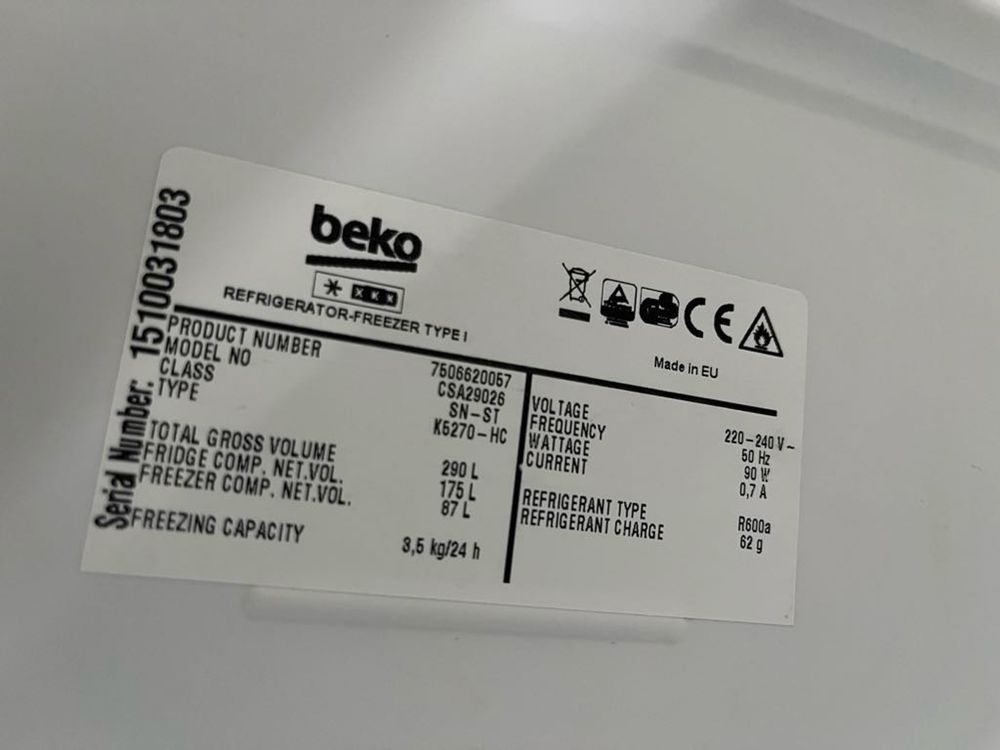 Serial Number: 1510031803
beko
REFRIGERATOR-FREEZER TYPE I
Made in EU
PRODUCT NUMBER 7506620057
MODEL NO CSA29026
CLASS SN-ST
TYPE K5270-HC
TOTAL GROSS VOLUME 290 L
FRIDGE COMP. NET.VOL. 175 L
FREEZER COMP. NET.VOL. 87 L
FREEZING CAPACITY 3,5 kg/24 h
VOLTAGE 220-240 V~
FREQUENCY 50 Hz
WATTAGE 90 W
CURRENT 0,7 A
REFRIGERANT TYPE R600a
REFRIGERANT CHARGE 62 g